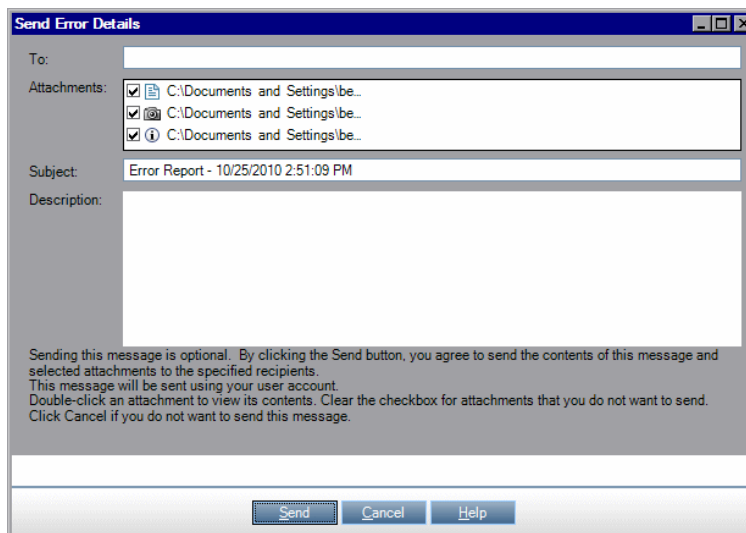 Send Error Details
To:
Attachments:
C:\Documents and Settings\be...
C:\Documents and Settings\be...
C:\Documents and Settings\be...
Subject:
Error Report - 10/25/2010 2:51:09 PM
Description:
Sending this message is optional. By clicking the Send button, you agree to send the contents of this message and
selected attachments to the specified recipients.
This message will be sent using your user account.
Double-click an attachment to view its contents. Clear the checkbox for attachments that you do not want to send.
Click Cancel if you do not want to send this message.
Send
Cancel
Help